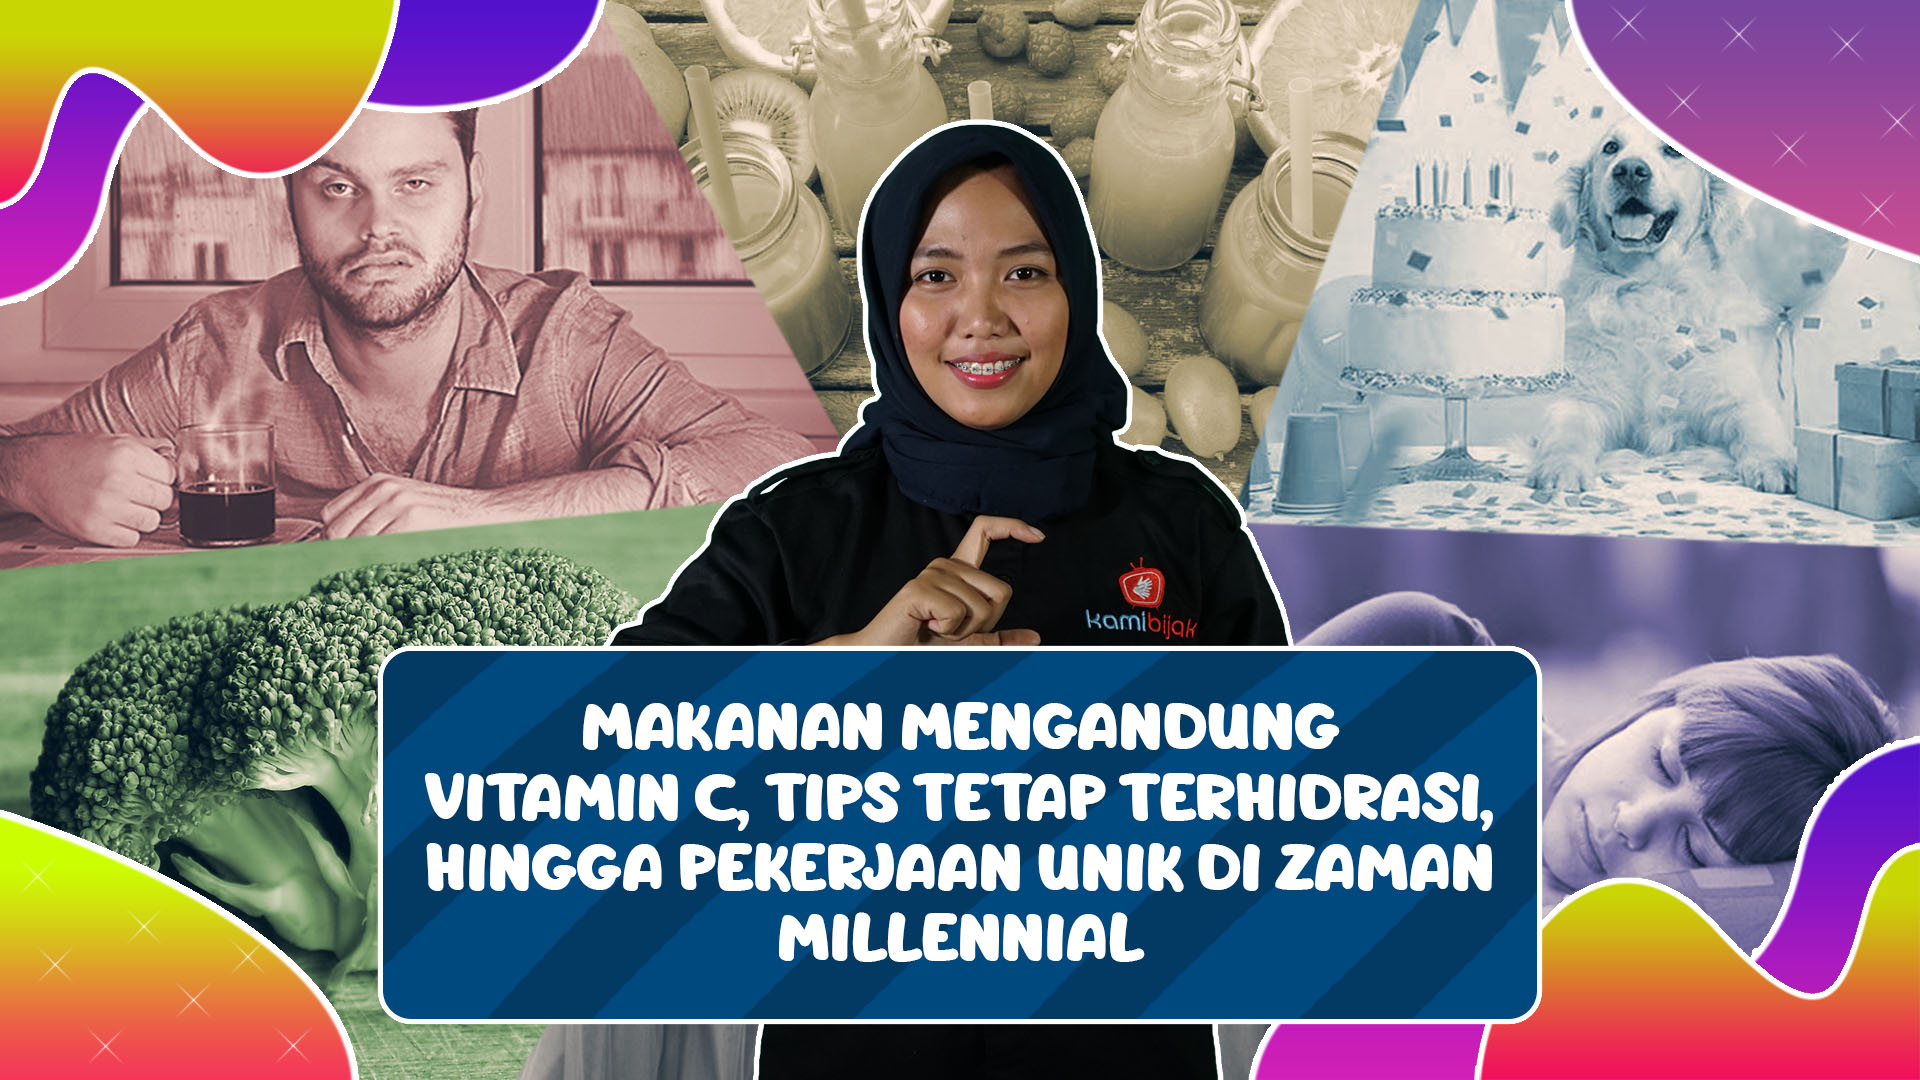 kamibijak
MAKANAN MENGANDUNG
VITAMIN C, TIPS TETAP TERHIDRASI,
HINGGA PEKERJAAN UNIK DI ZAMAN
MILLENNIAL